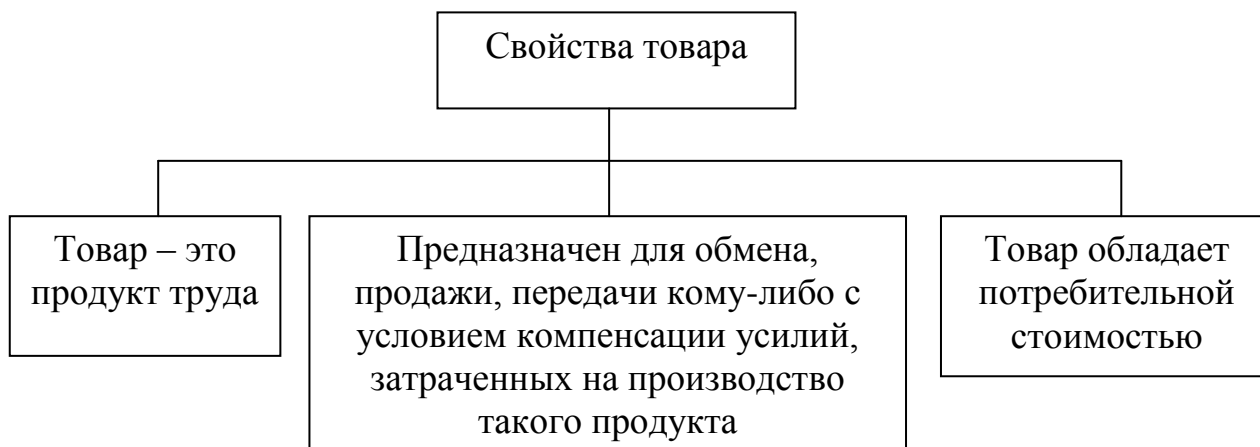 Свойства товара
Товар – это
продукт труда
Предназначен для обмена,
продажи, передачи кому-либо с
условием компенсации усилий,
затраченных на производство
такого продукта
Товар обладает
потребительной
стоимостью